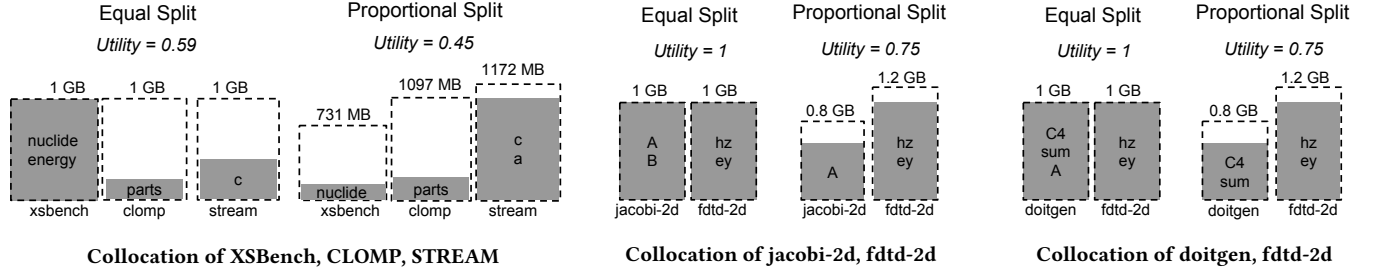 Equal Split
Proportional Split
Utility = 0.59
Utility = 0.45
1 GB
1 GB
1 GB
731 MB
1097 MB
1172 MB
nuclide
energy
parts
c
nuclide
parts
c
a
xsbench
clomp
stream
xsbench
clomp
stream
Collocation of XSBench, CLOMP, STREAM
Equal Split
Proportional Split
Utility = 1
Utility = 0.75
1 GB
1 GB
0.8 GB
1.2 GB
A
B
hz
ey
A
hz
ey
jacobi-2d
fdtd-2d
jacobi-2d
fdtd-2d
Collocation of jacobi-2d, fdtd-2d
Equal Split
Proportional Split
Utility = 1
Utility = 0.75
1 GB
1 GB
0.8 GB
1.2 GB
C4
sum
A
hz
ey
C4
sum
hz
ey
doitgen
fdtd-2d
doitgen
fdtd-2d
Collocation of doitgen, fdtd-2d